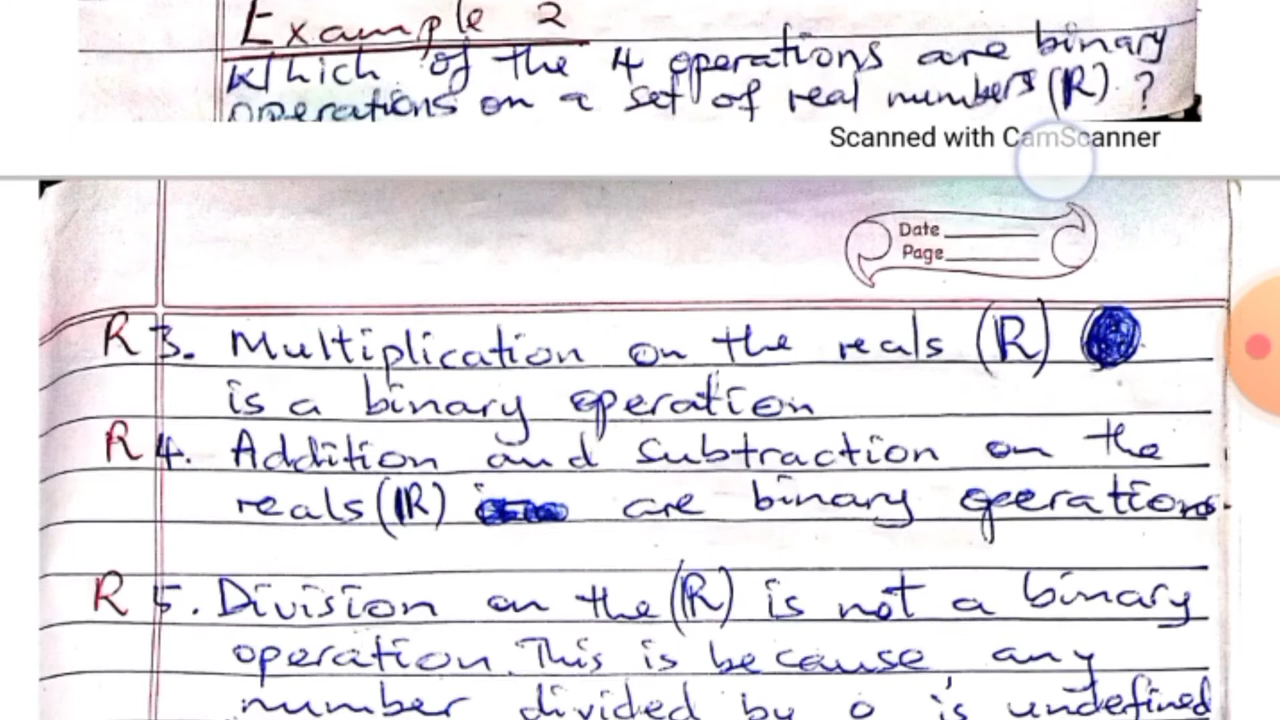 Example 2
Which of the 4 operations are binary
operations on a set of real numbers (R) ?
Scanned with CamScanner
Date
Page
R 3. Multiplication on the reals (R)
is a binary operation
R 4. Addition and subtraction on the
reals (R) are binary operations.
R 5. Division on the (R) is not a binary
operation. This is because any
number divided by 0 is undefined